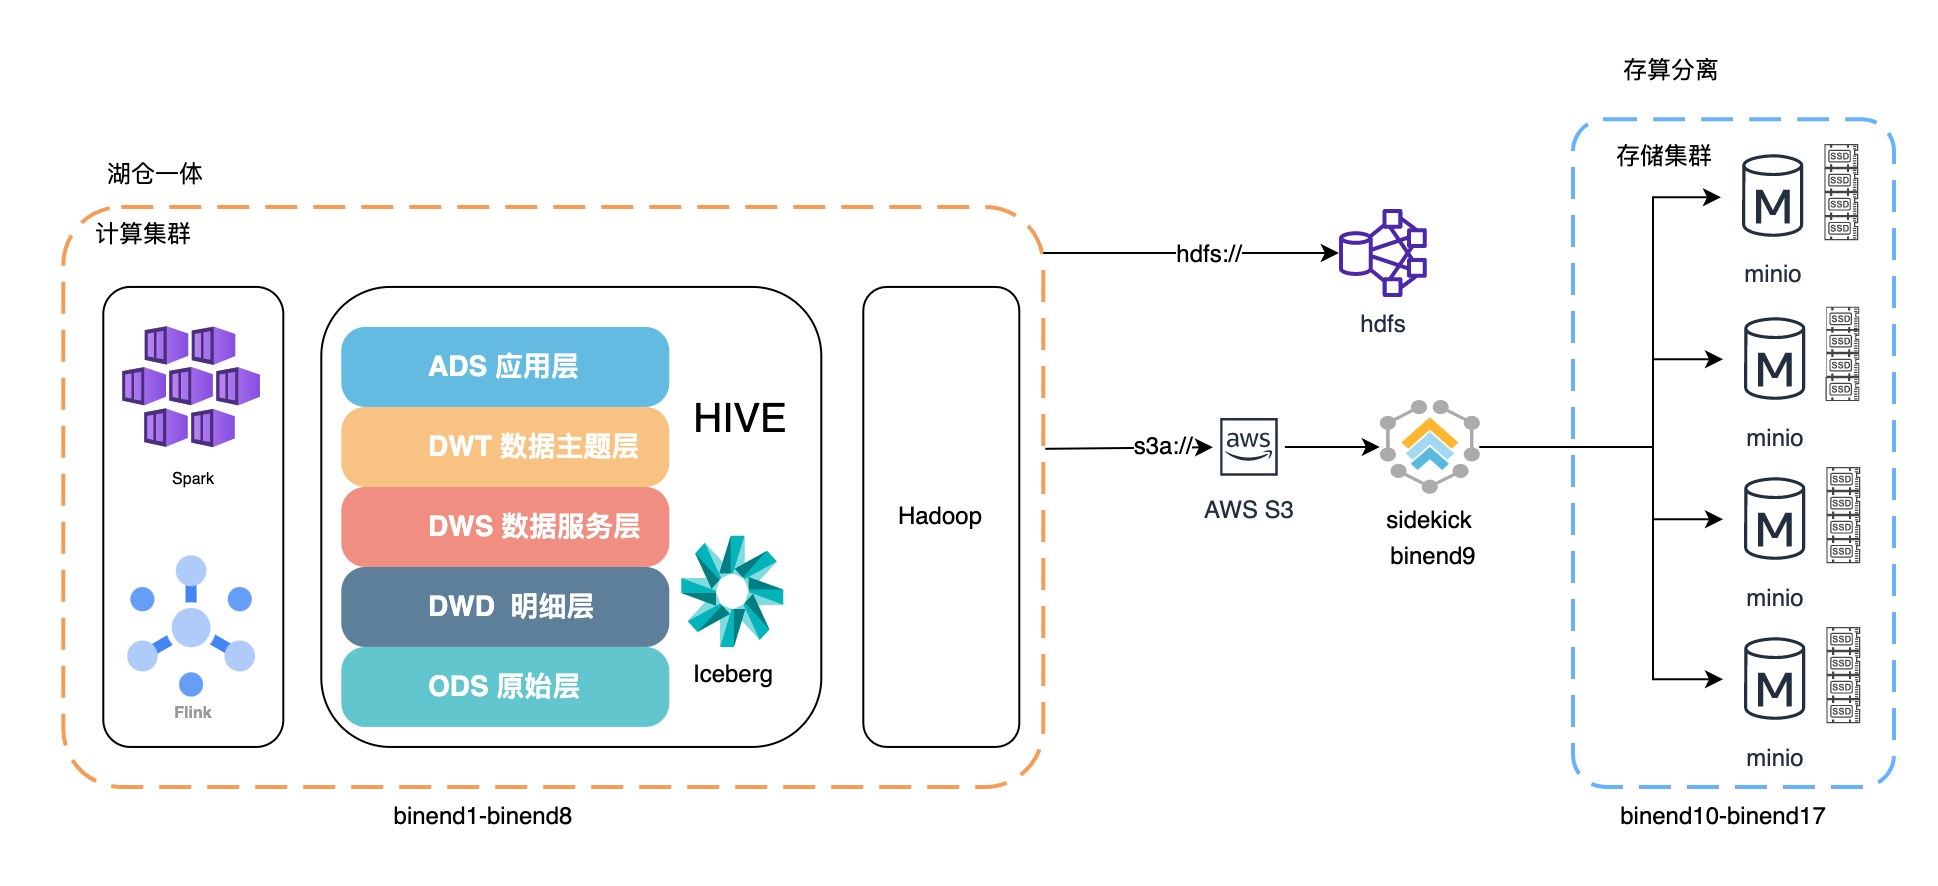 湖仓一体
计算集群
Spark
Flink
ADS 应用层
DWT 数据主题层
DWS 数据服务层
DWD 明细层
ODS 原始层
HIVE
Iceberg
Hadoop
binend1-binend8
hdfs://
hdfs
s3a://
aws
AWS S3
sidekick
binend9
存算分离
存储集群
M
SSD
SSD
SSD
SSD
minio
M
SSD
SSD
SSD
SSD
minio
M
SSD
SSD
SSD
SSD
minio
M
SSD
SSD
SSD
SSD
minio
binend10-binend17